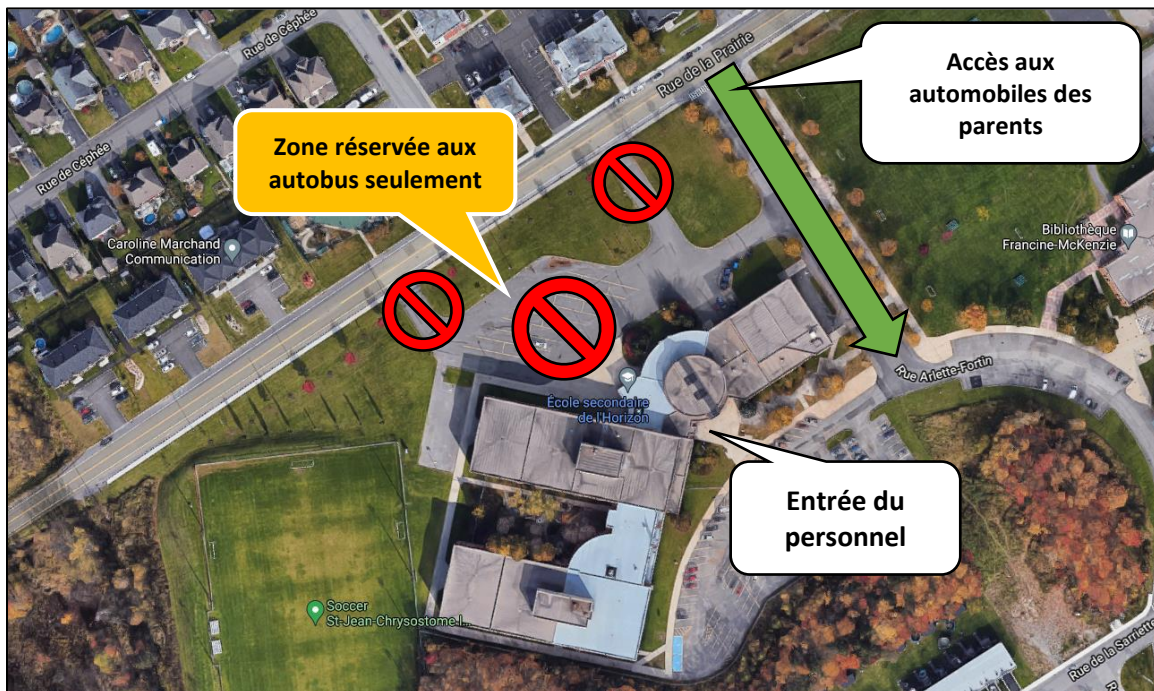 Rue de Céphée
Rue de la Prairie
Accès aux
automobiles des
parents
Zone réservée aux
autobus seulement
Rue de Céphée
Caroline Marchand
Communication
Bibliothèque
Francine-McKenzie
Rue Arlette-Fortin
École secondaire
de l'Horizon
Entrée du
personnel
Soccer
St-Jean-Chrysostome |...
Rue de la Sarriette
R